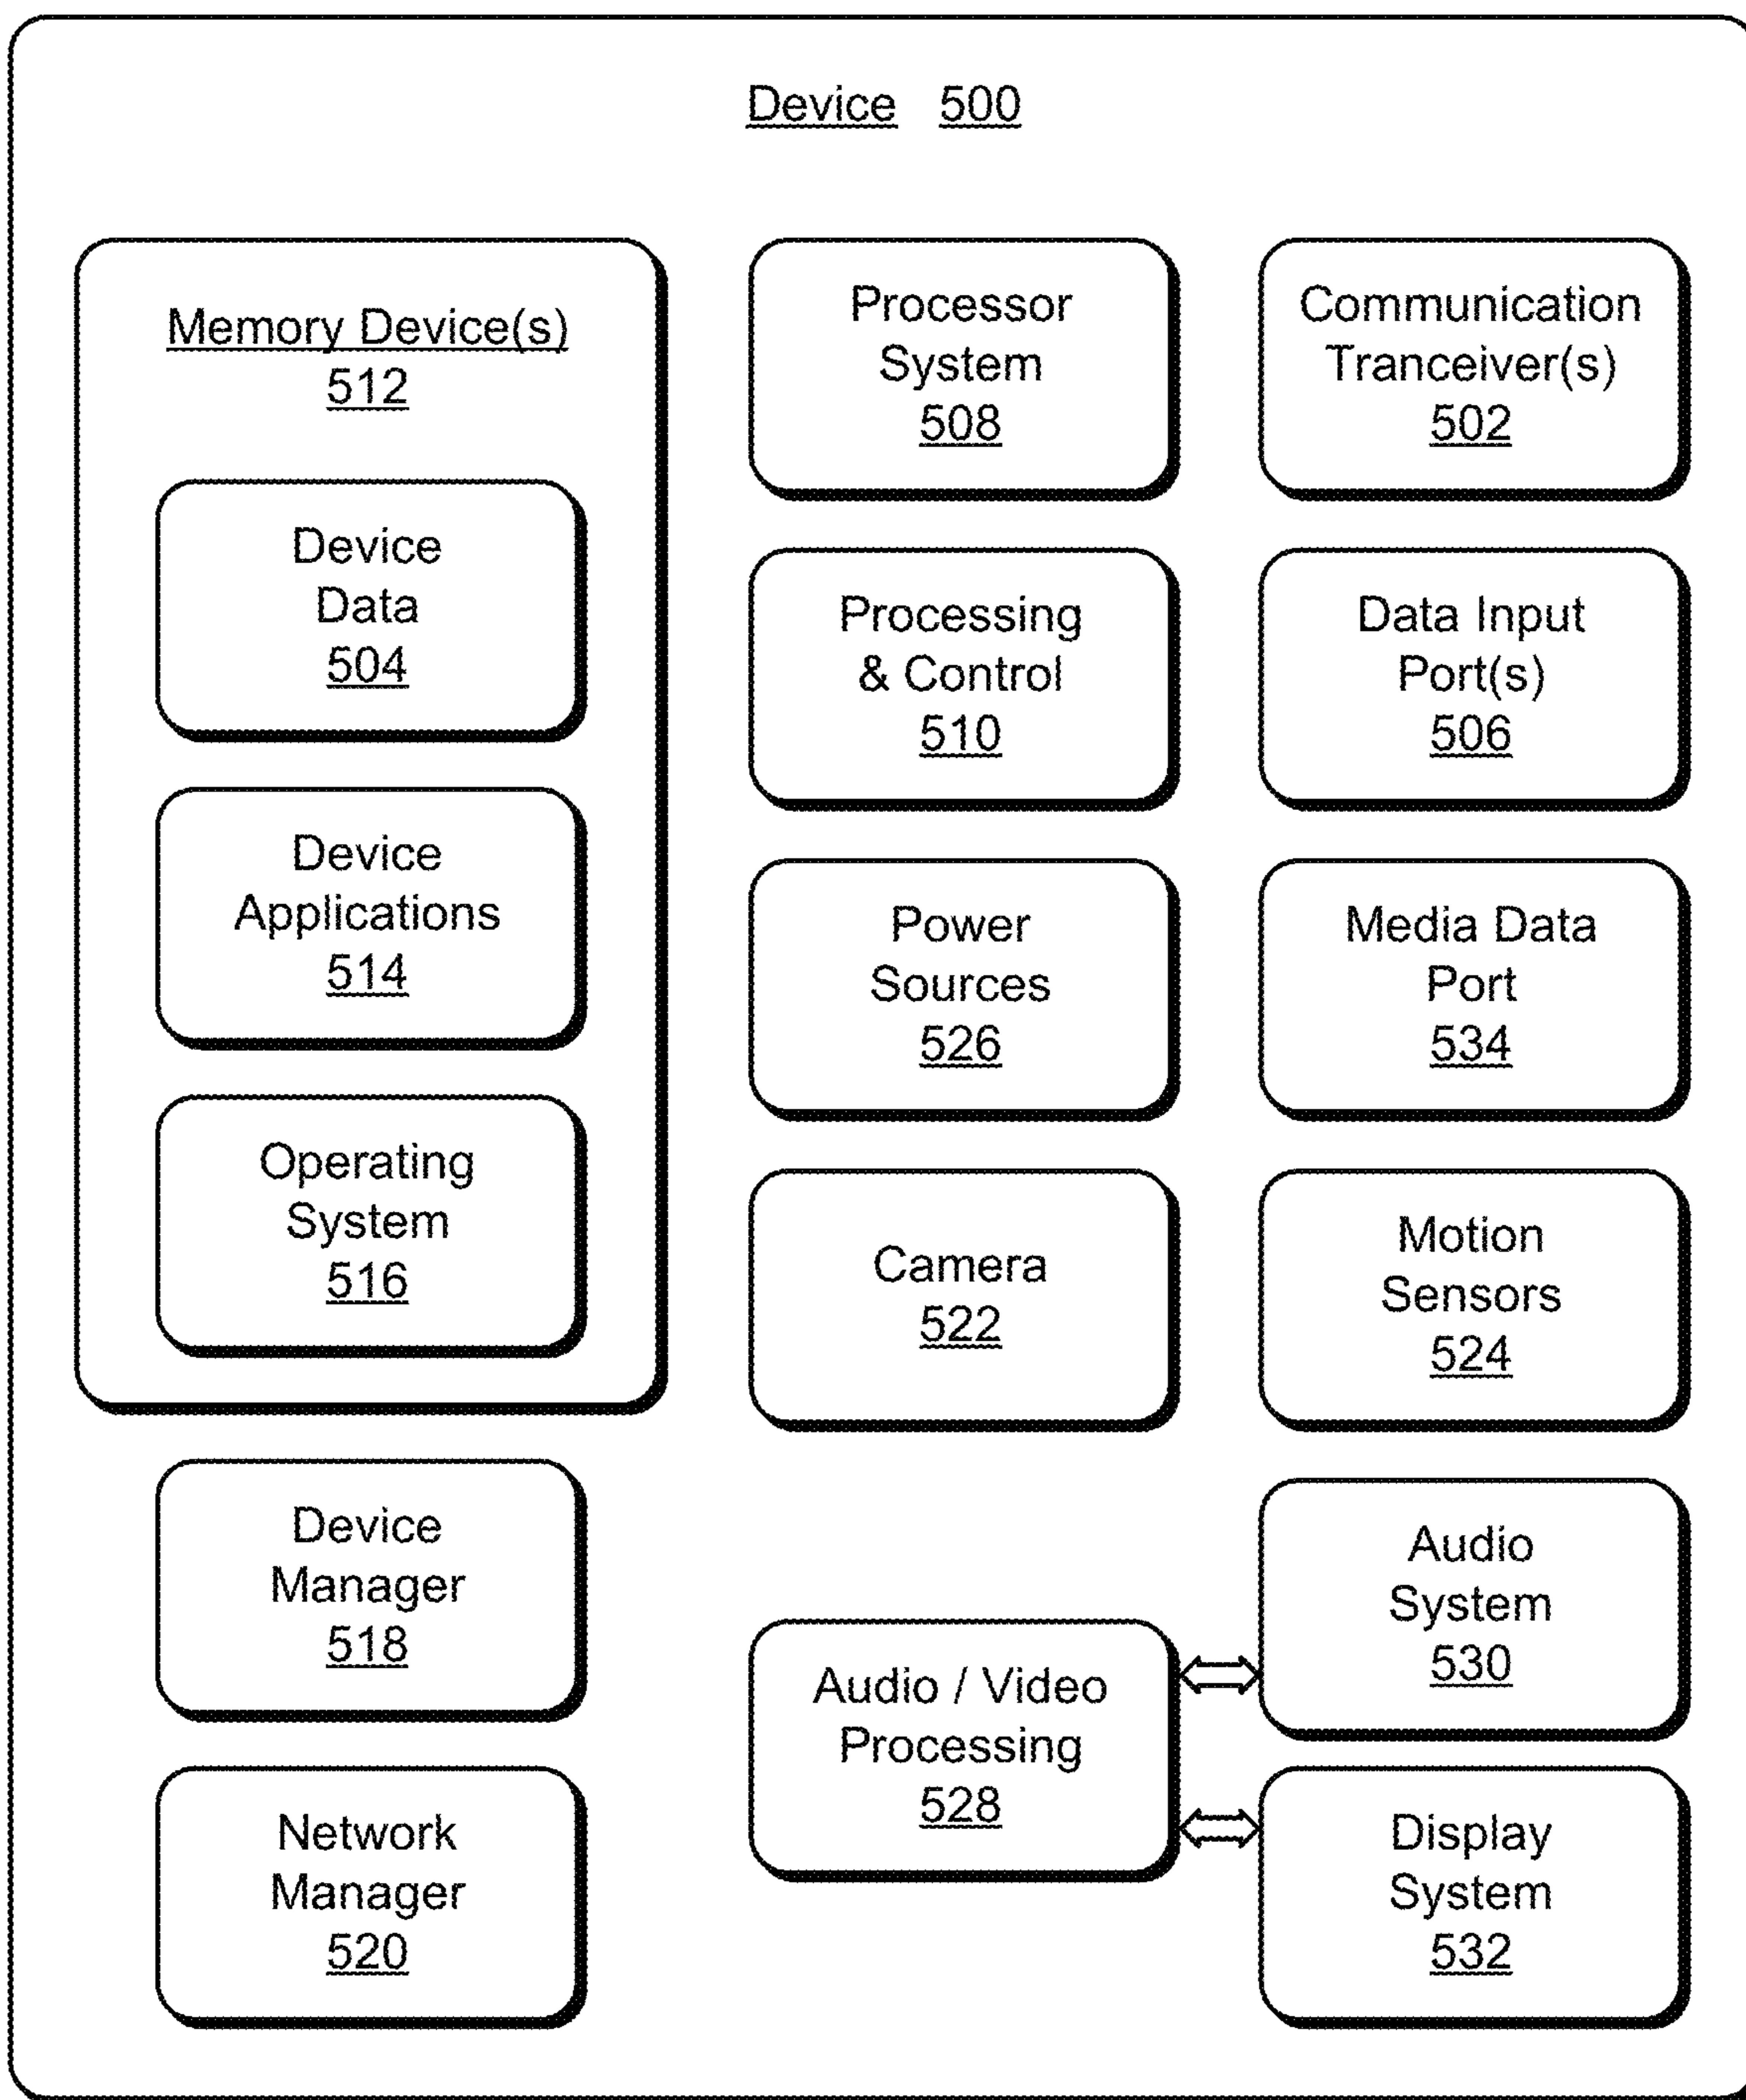 Device 500
Memory Device(s)
512
Device
Data
504
Device
Applications
514
Operating
System
516
Device
Manager
518
Network
Manager
520
Processor
System
508
Processing
& Control
510
Power
Sources
526
Camera
522
Audio / Video
Processing
528
Communication
Tranceiver(s)
502
Data Input
Port(s)
506
Media Data
Port
534
Motion
Sensors
524
Audio
System
530
Display
System
532